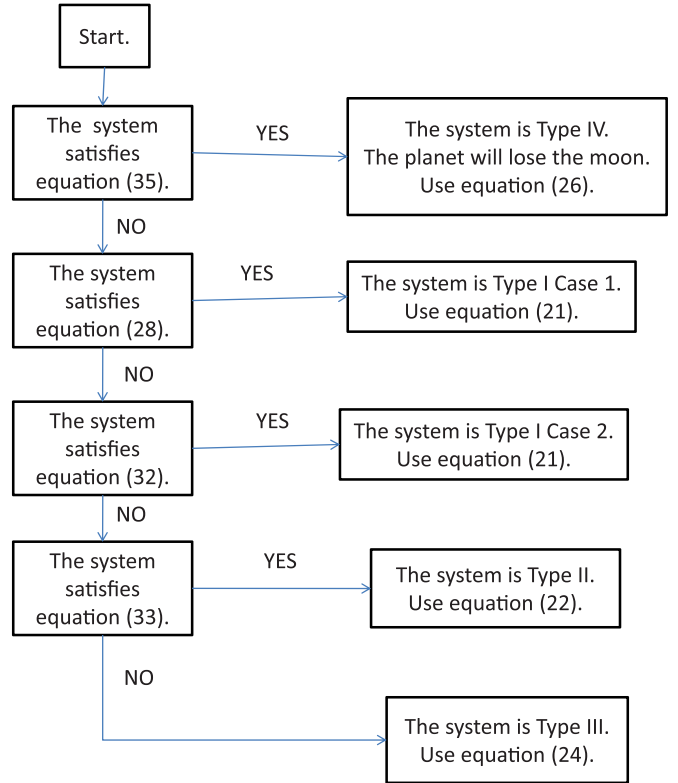 Start.
The system
satisfies
equation (35).
YES
The system is Type IV.
The planet will lose the moon.
Use equation (26).
NO
The system
satisfies
equation (28).
YES
The system is Type I Case 1.
Use equation (21).
NO
The system
satisfies
equation (32).
YES
The system is Type I Case 2.
Use equation (21).
NO
The system
satisfies
equation (33).
YES
The system is Type II.
Use equation (22).
NO
The system is Type III.
Use equation (24).